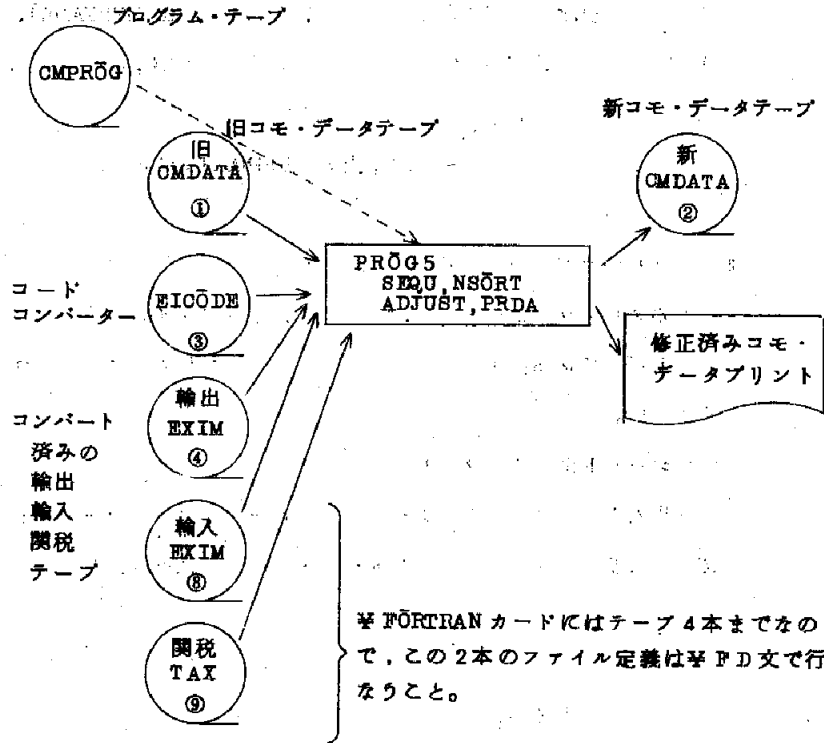 プログラム・テープ
CMPRŌG
旧コモ・データテープ
旧
CMDATA
①
新コモ・データテープ
新
CMDATA
②
PRŌG5
SEQU,NSŌRT
ADJUST,PRDA
コード
コンバーター
EICŌDE
③
修正済みコモ・
データプリント
コンバート
済みの
輸出
輸入
関税
テープ
輸出
EXIM
④
輸入
EXIM
⑧
関税
TAX
⑨
¥FŌRTRANカードにはテープ4本までなの
で,この2本のファイル定義は¥FD文で行
なうこと。